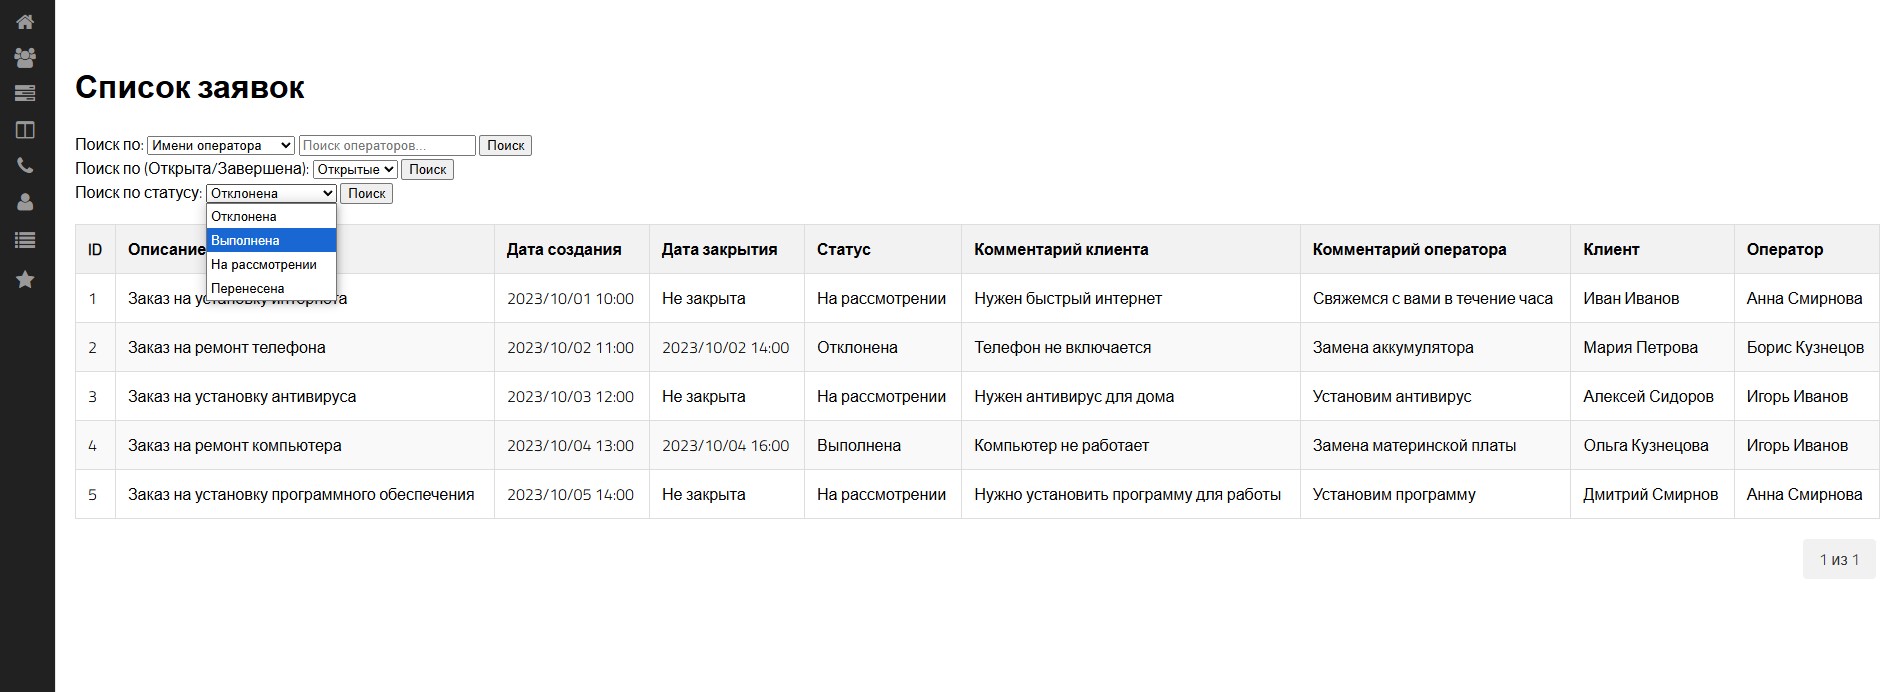 Список заявок
Поиск по: Имени оператора Поиск операторов... Поиск
Поиск по (Открыта/Завершена): Открытые Поиск
Поиск по статусу: Отклонена Поиск
Отклонена
Выполнена
На рассмотрении
Перенесена
ID Описание Дата создания Дата закрытия Статус Комментарий клиента Комментарий оператора Клиент Оператор
1 Заказ на установку интернета 2023/10/01 10:00 Не закрыта На рассмотрении Нужен быстрый интернет Свяжемся с вами в течение часа Иван Иванов Анна Смирнова
2 Заказ на ремонт телефона 2023/10/02 11:00 2023/10/02 14:00 Отклонена Телефон не включается Замена аккумулятора Мария Петрова Борис Кузнецов
3 Заказ на установку антивируса 2023/10/03 12:00 Не закрыта На рассмотрении Нужен антивирус для дома Установим антивирус Алексей Сидоров Игорь Иванов
4 Заказ на ремонт компьютера 2023/10/04 13:00 2023/10/04 16:00 Выполнена Компьютер не работает Замена материнской платы Ольга Кузнецова Игорь Иванов
5 Заказ на установку программного обеспечения 2023/10/05 14:00 Не закрыта На рассмотрении Нужно установить программу для работы Установим программу Дмитрий Смирнов Анна Смирнова
1 из 1